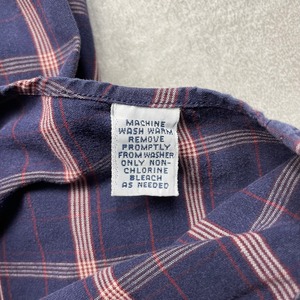 MACHINE
WASH WARM
REMOVE
PROMPTLY
FROM WASHER
ONLY NON-
CHLORINE
BLEACH
AS NEEDED